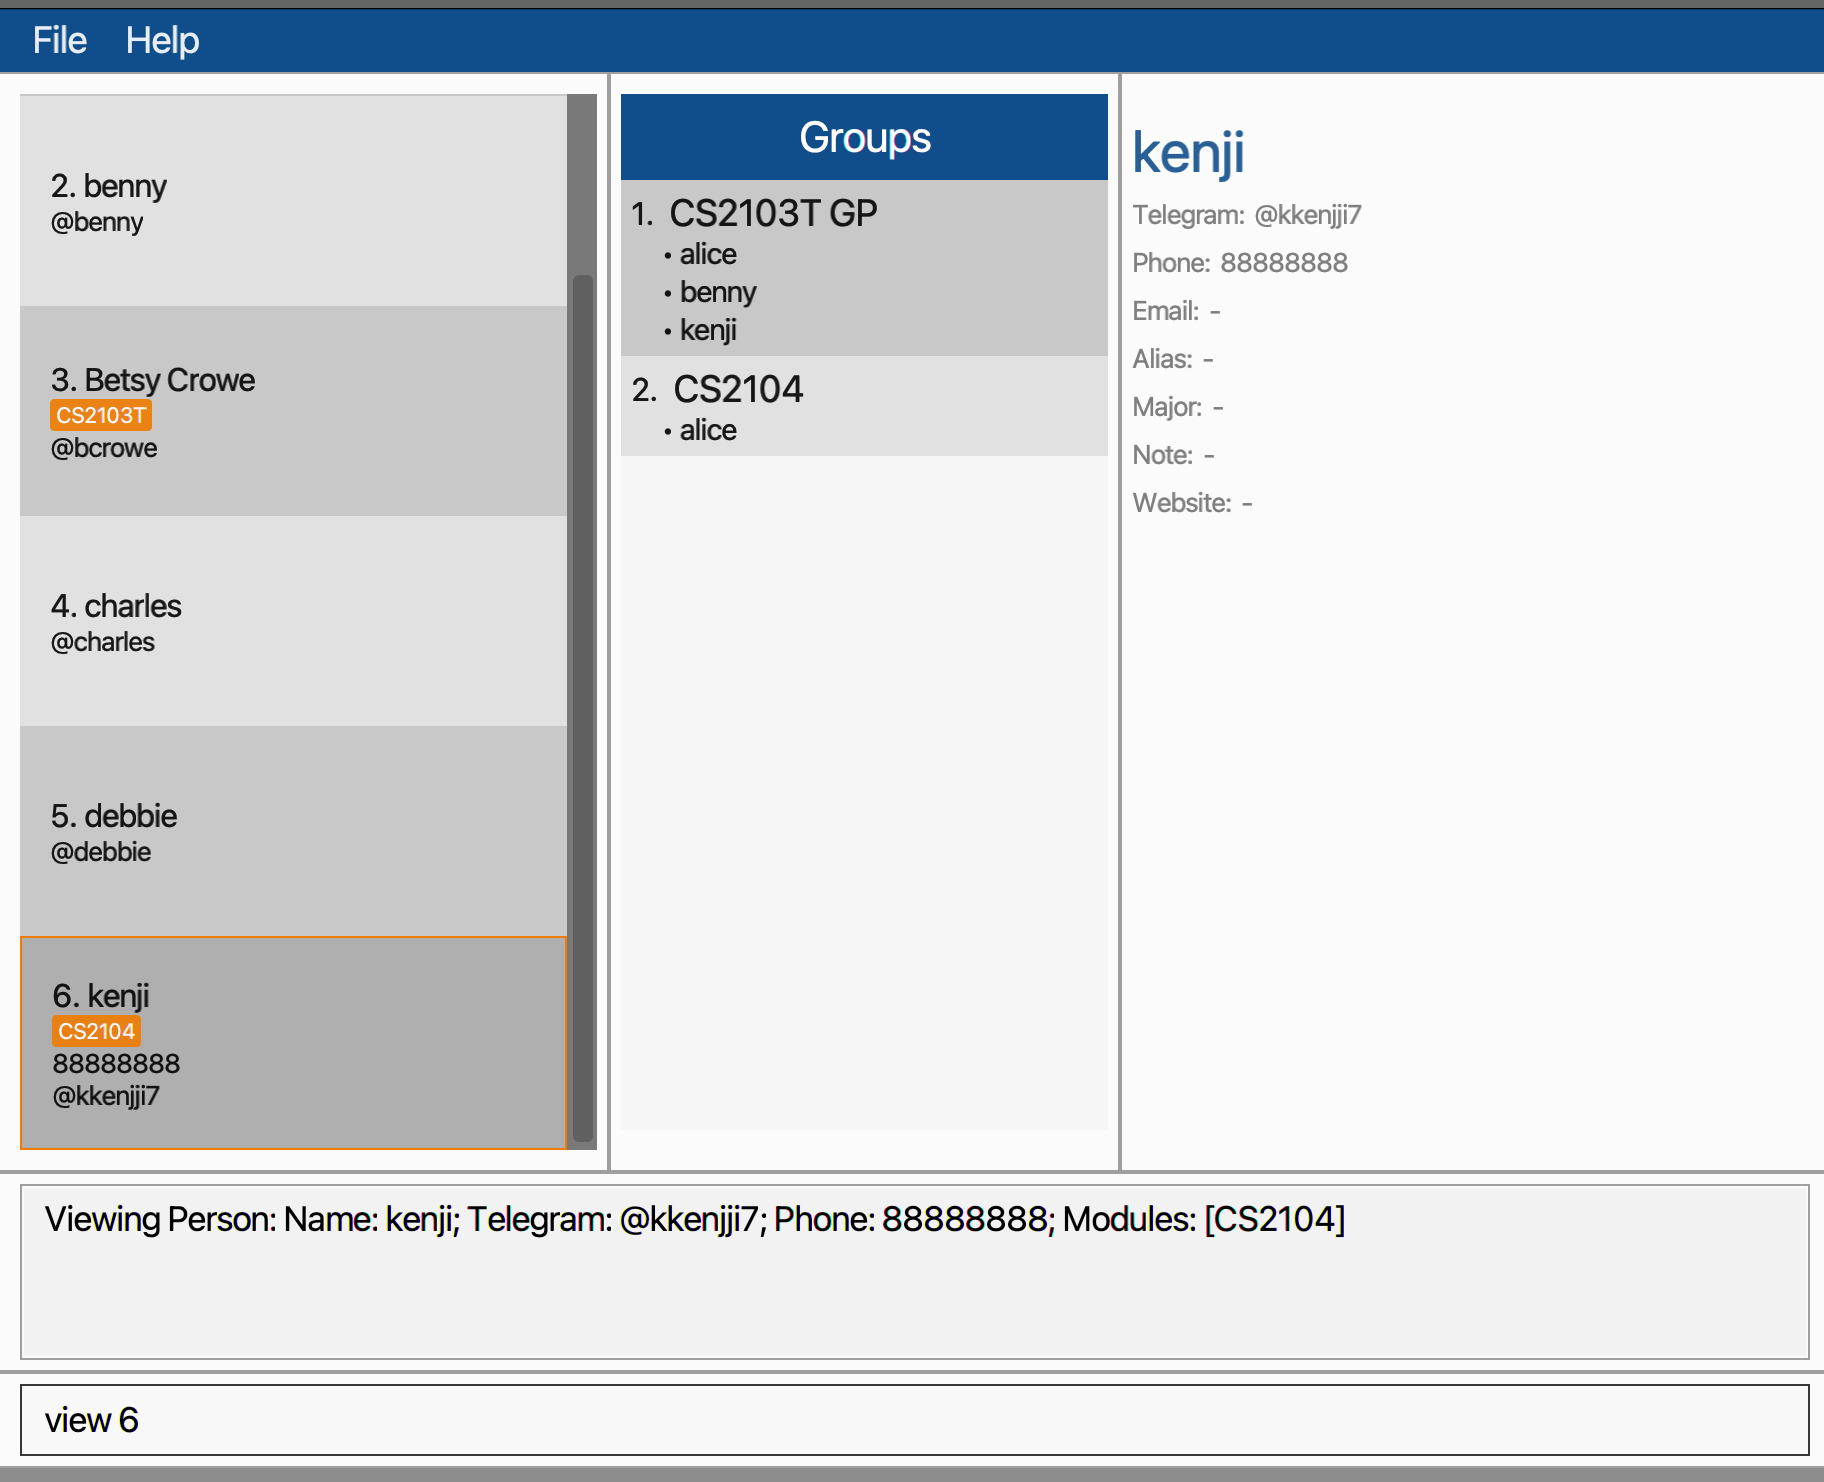 File Help
2. benny
@benny
3. Betsy Crowe
CS2103T
@bcrowe
4. charles
@charles
5. debbie
@debbie
6. kenji
CS2104
88888888
@kkenjji7
Groups
1. CS2103T GP
• alice
• benny
• kenji
2. CS2104
• alice
kenji
Telegram: @kkenjji7
Phone: 88888888
Email: -
Alias: -
Major: -
Note: -
Website: -
Viewing Person: Name: kenji; Telegram: @kkenjji7; Phone: 88888888; Modules: [CS2104]
view 6